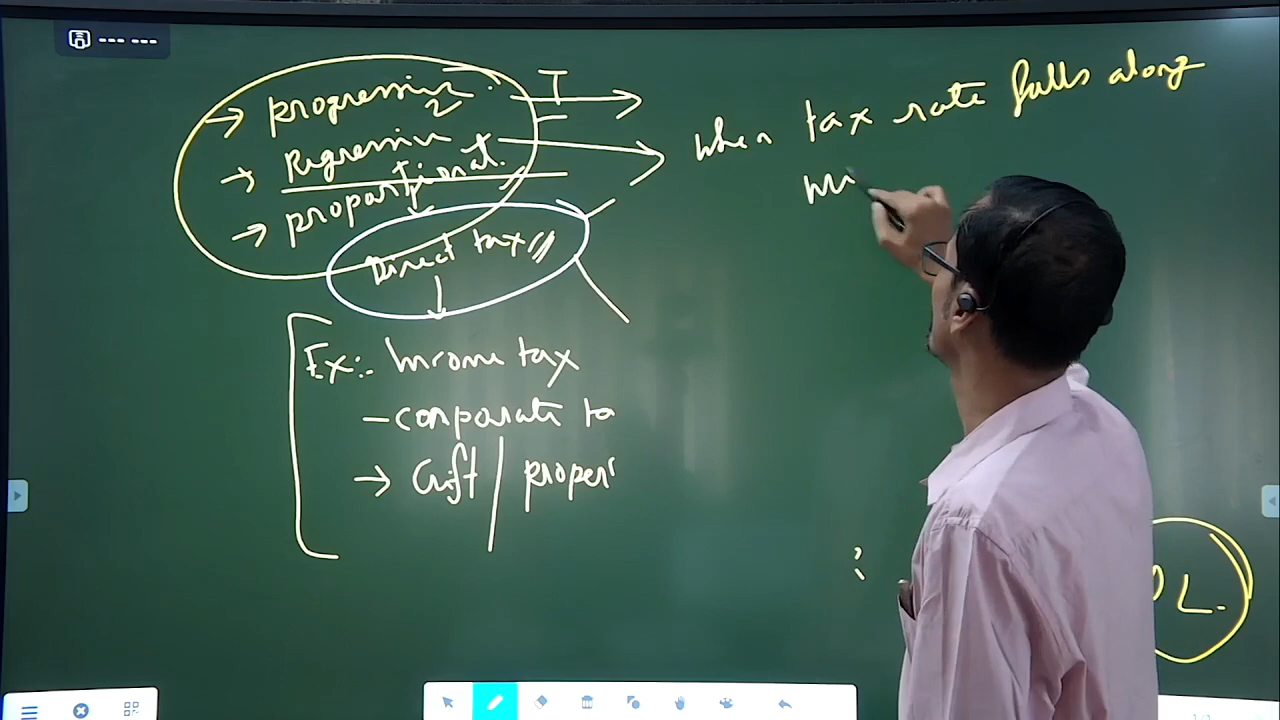 → progressive. I →
→ Regressive → When tax rate falls along
→ proportional.
Direct tax
Ex:- Income tax
- corporate ta
→ Gift / proper
L.